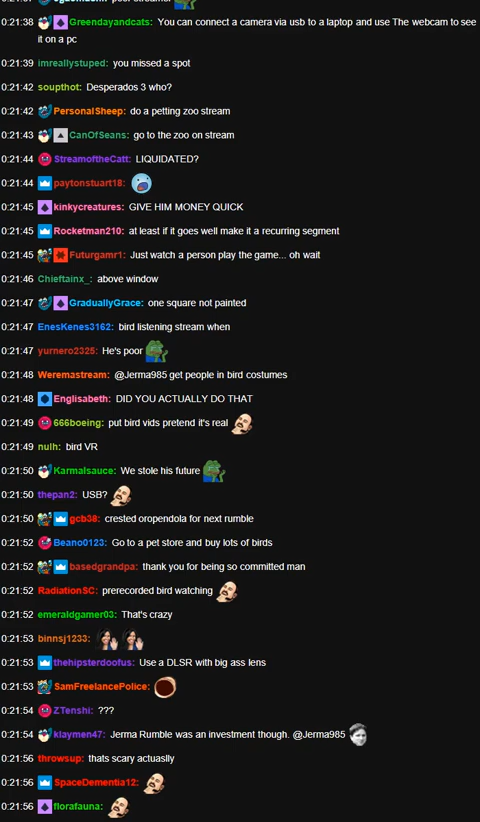 0:21:38 Greendayandcats: You can connect a camera via usb to a laptop and use The webcam to see
it on a pc
0:21:39 imreallystuped: you missed a spot
0:21:42 soupthot: Desperados 3 who?
0:21:42 PersonalSheep: do a petting zoo stream
0:21:43 CanOfSeans: go to the zoo on stream
0:21:44 StreamoftheCatt: LIQUIDATED?
0:21:44 paytonstuart18:
0:21:45 kinkycreatures: GIVE HIM MONEY QUICK
0:21:45 Rocketman210: at least if it goes well make it a recurring segment
0:21:45 Futurgamr1: Just watch a person play the game... oh wait
0:21:46 Chieftainx_: above window
0:21:47 GraduallyGrace: one square not painted
0:21:47 EnesKenes3162: bird listening stream when
0:21:47 yurnero2325: He's poor
0:21:48 Weremastream: @Jerma985 get people in bird costumes
0:21:48 Englisabeth: DID YOU ACTUALLY DO THAT
0:21:49 666boeing: put bird vids pretend it's real
0:21:49 nulh: bird VR
0:21:50 Karmalsauce: We stole his future
0:21:50 thepan2: USB?
0:21:50 gcb38: crested oropendola for next rumble
0:21:52 Beano0123: Go to a pet store and buy lots of birds
0:21:52 basedgrandpa: thank you for being so committed man
0:21:52 RadiationSC: prerecorded bird watching
0:21:52 emeraldgamer03: That's crazy
0:21:53 binnsj1233:
0:21:53 thehipsterdoofus: Use a DLSR with big ass lens
0:21:53 SamFreelancePolice:
0:21:54 ZTenshi: ???
0:21:54 klaymen47: Jerma Rumble was an investment though. @Jerma985
0:21:56 throwsup: thats scary actuaslly
0:21:56 SpaceDementia12:
0:21:56 florafauna: